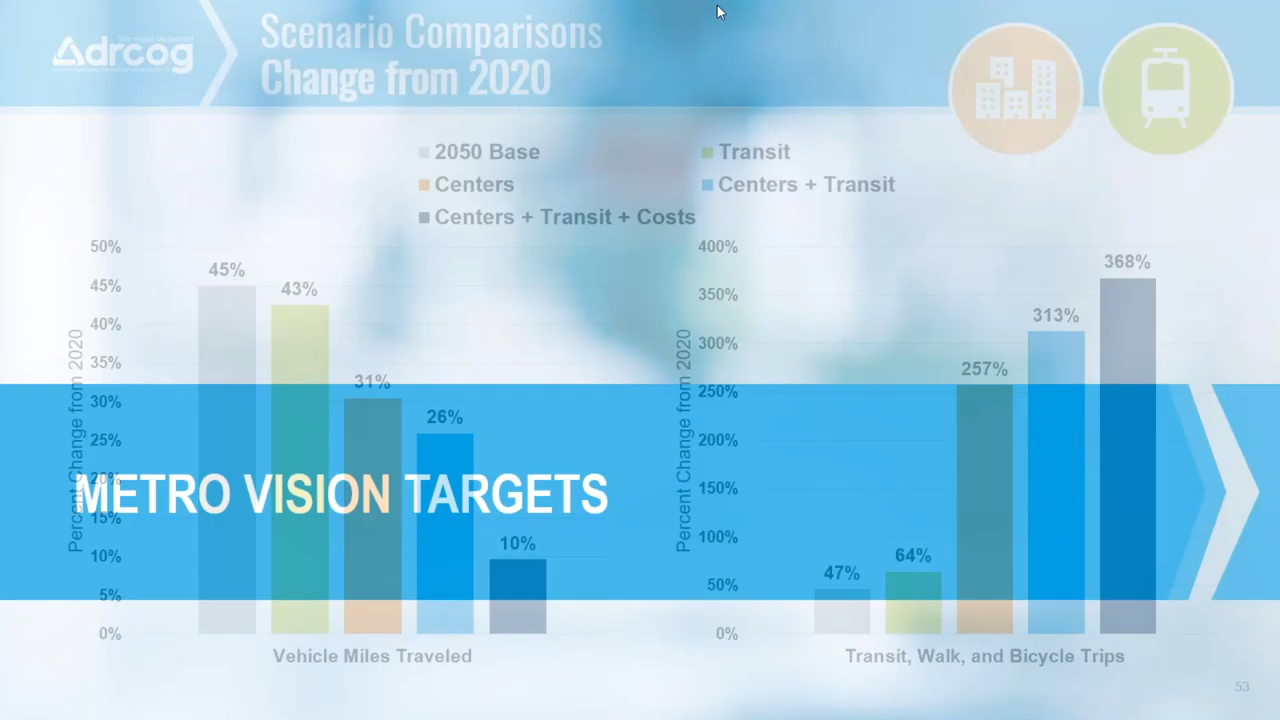 drcog
Scenario Comparisons
Change from 2020
2050 Base
Transit
Centers
Centers + Transit
Centers + Transit + Costs
50%
45%
40%
35%
30%
25%
20%
15%
10%
5%
0%
Percent Change from 2020
45%
43%
31%
26%
10%
Vehicle Miles Traveled
400%
350%
300%
250%
200%
150%
100%
50%
0%
Percent Change from 2020
47%
64%
257%
313%
368%
Transit, Walk, and Bicycle Trips
METRO VISION TARGETS
53